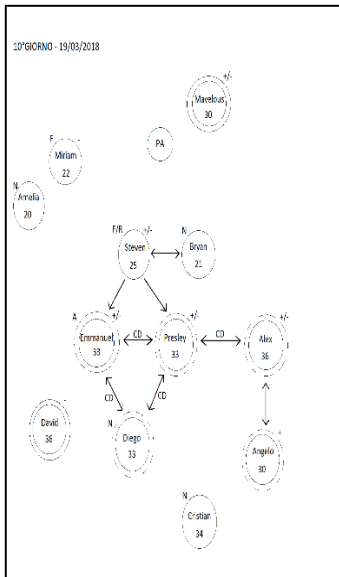 10°GIORNO - 19/03/2018
+/-
Mavelous
30
PA
F
-
Miriam
22
N
Amelia
20
F/R
+/-
Steven
25
N
Bryan
21
A
+/-
Emmanuel
33
CD
+/-
Presley
33
CD
+/-
Alex
36
CD
CD
David
36
N
Diego
33
+
Angelo
30
N
Cristian
34